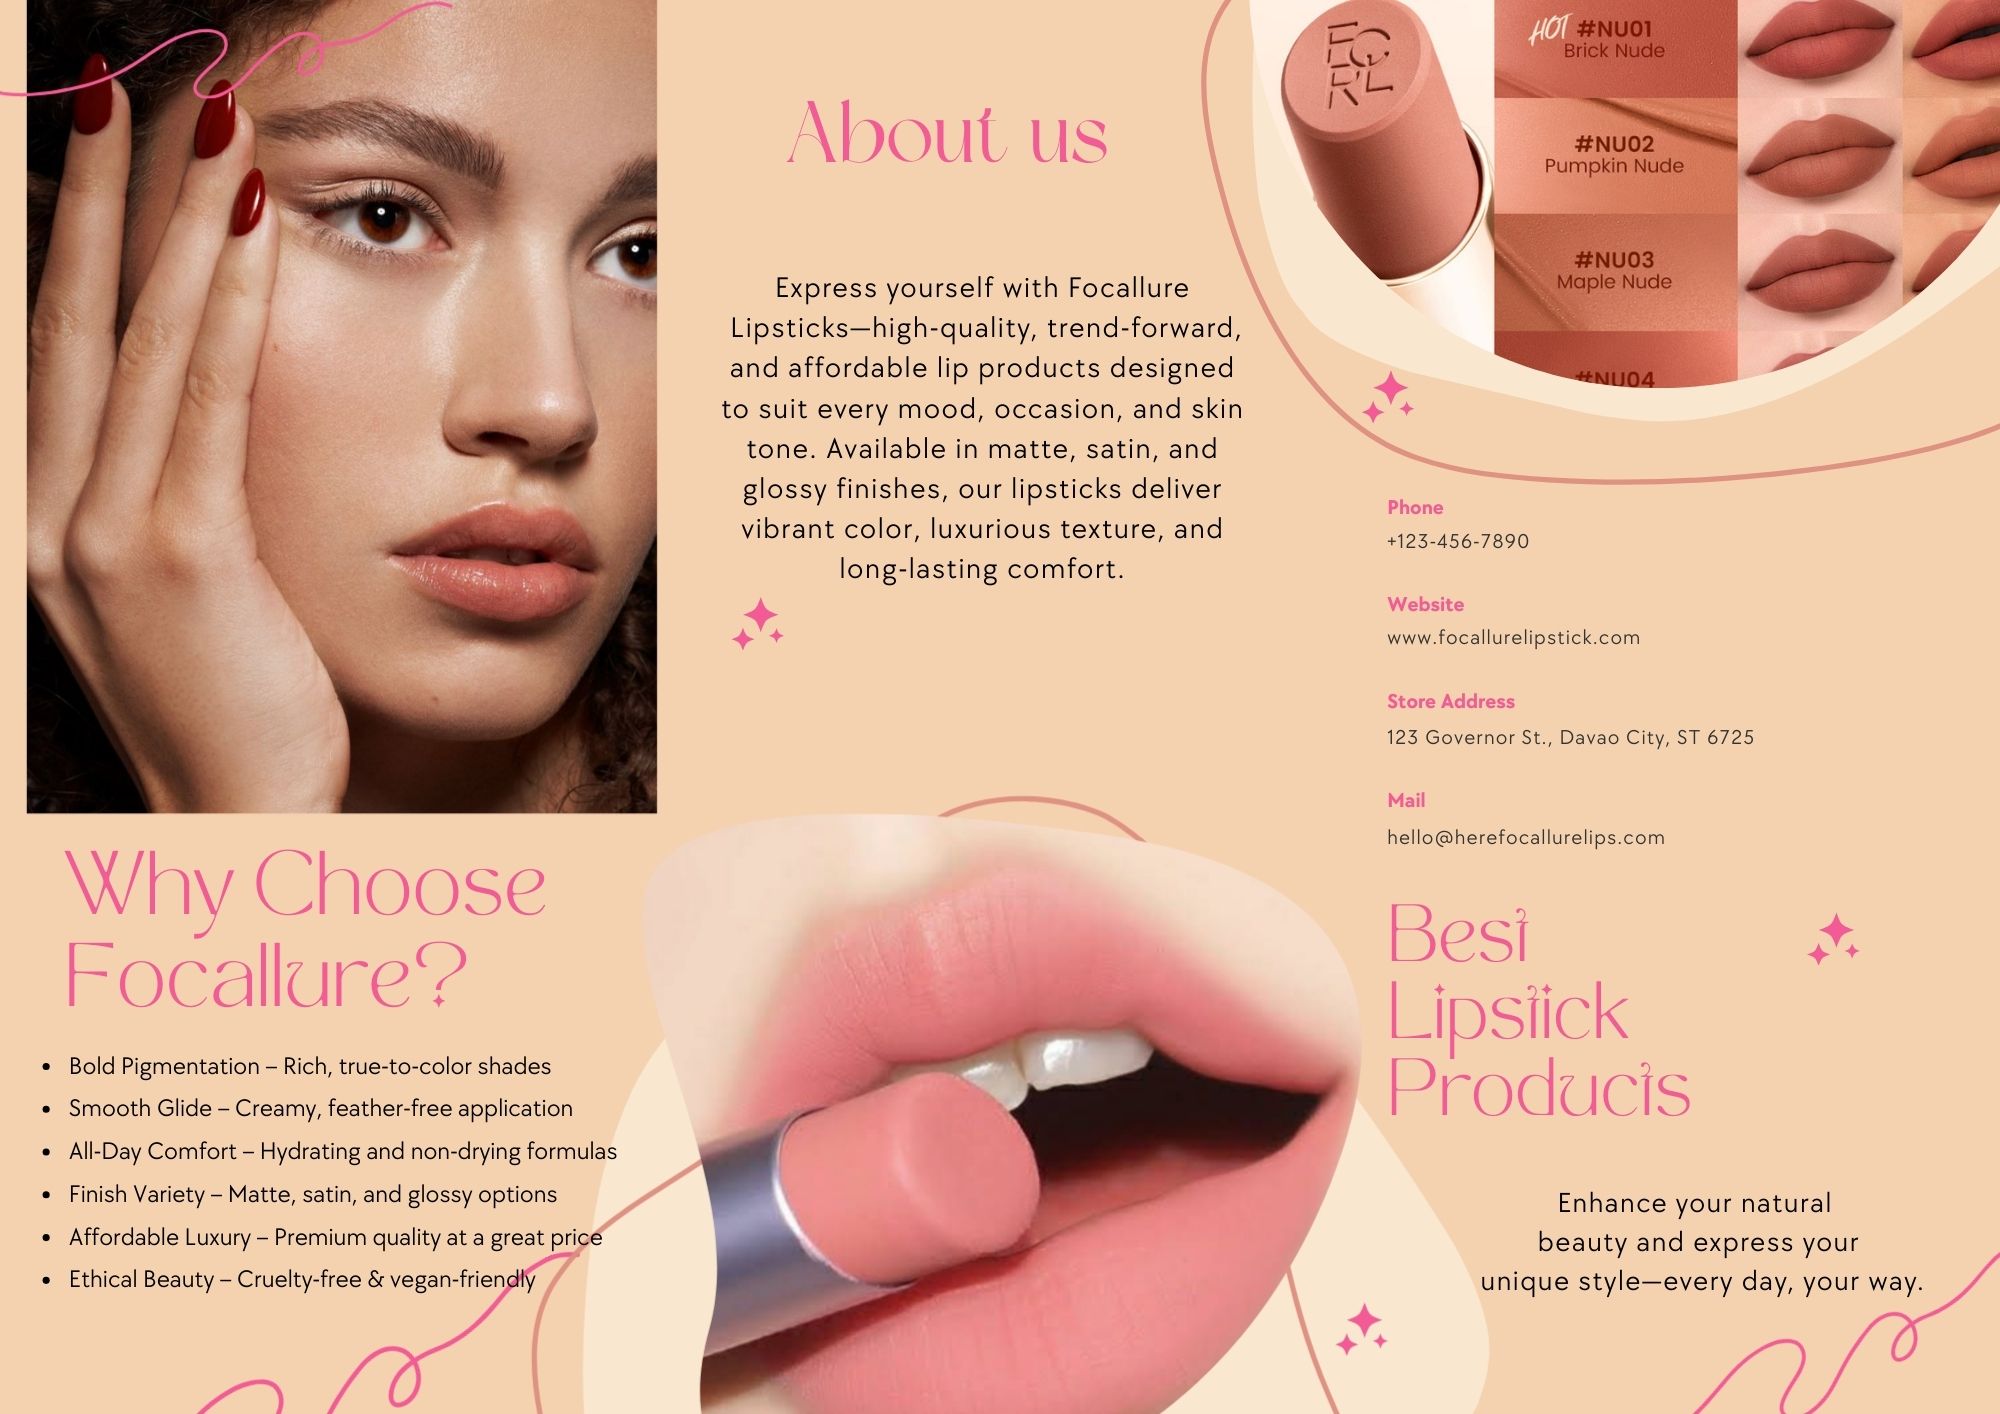 About us
Express yourself with Focallure
Lipsticks—high-quality, trend-forward,
and affordable lip products designed
to suit every mood, occasion, and skin
tone. Available in matte, satin, and
glossy finishes, our lipsticks deliver
vibrant color, luxurious texture, and
long-lasting comfort.
Why Choose
Focallure?
Bold Pigmentation – Rich, true-to-color shades
Smooth Glide – Creamy, feather-free application
All-Day Comfort – Hydrating and non-drying formulas
Finish Variety – Matte, satin, and glossy options
Affordable Luxury – Premium quality at a great price
Ethical Beauty – Cruelty-free & vegan-friendly
HOT #NU01
Brick Nude
#NU02
Pumpkin Nude
#NU03
Maple Nude
#NU04
Phone
+123-456-7890
Website
www.focallurelipstick.com
Store Address
123 Governor St., Davao City, ST 6725
Mail
hello@herefocallurelips.com
Best
Lipstick
Products
Enhance your natural
beauty and express your
unique style—every day, your way.